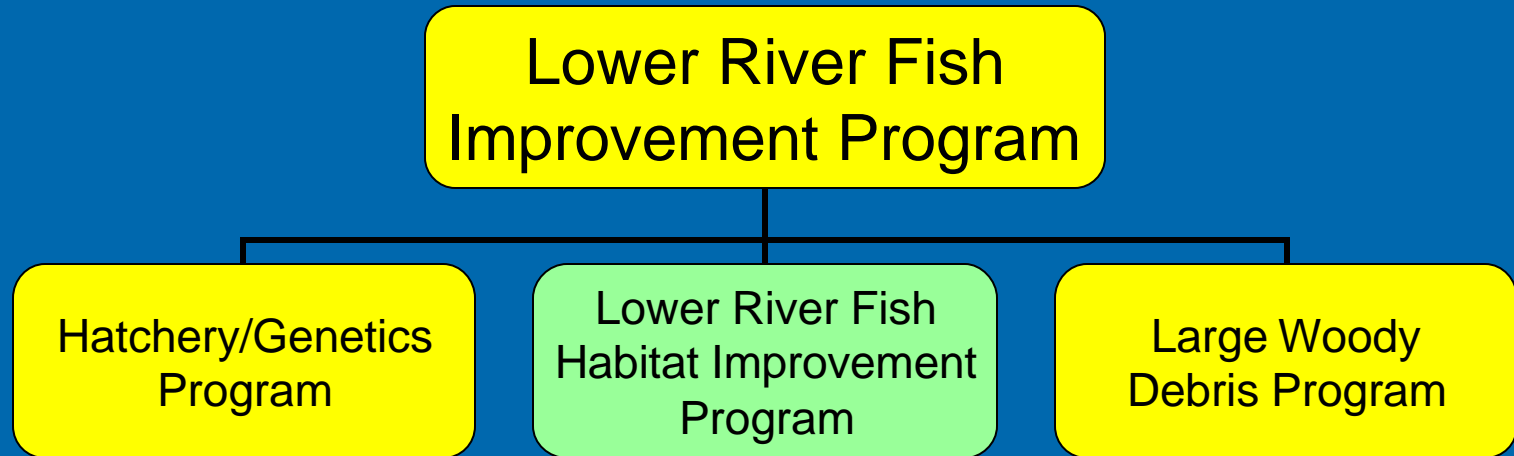 Lower River Fish
Improvement Program
Hatchery/Genetics
Program
Lower River Fish
Habitat Improvement
Program
Large Woody
Debris Program